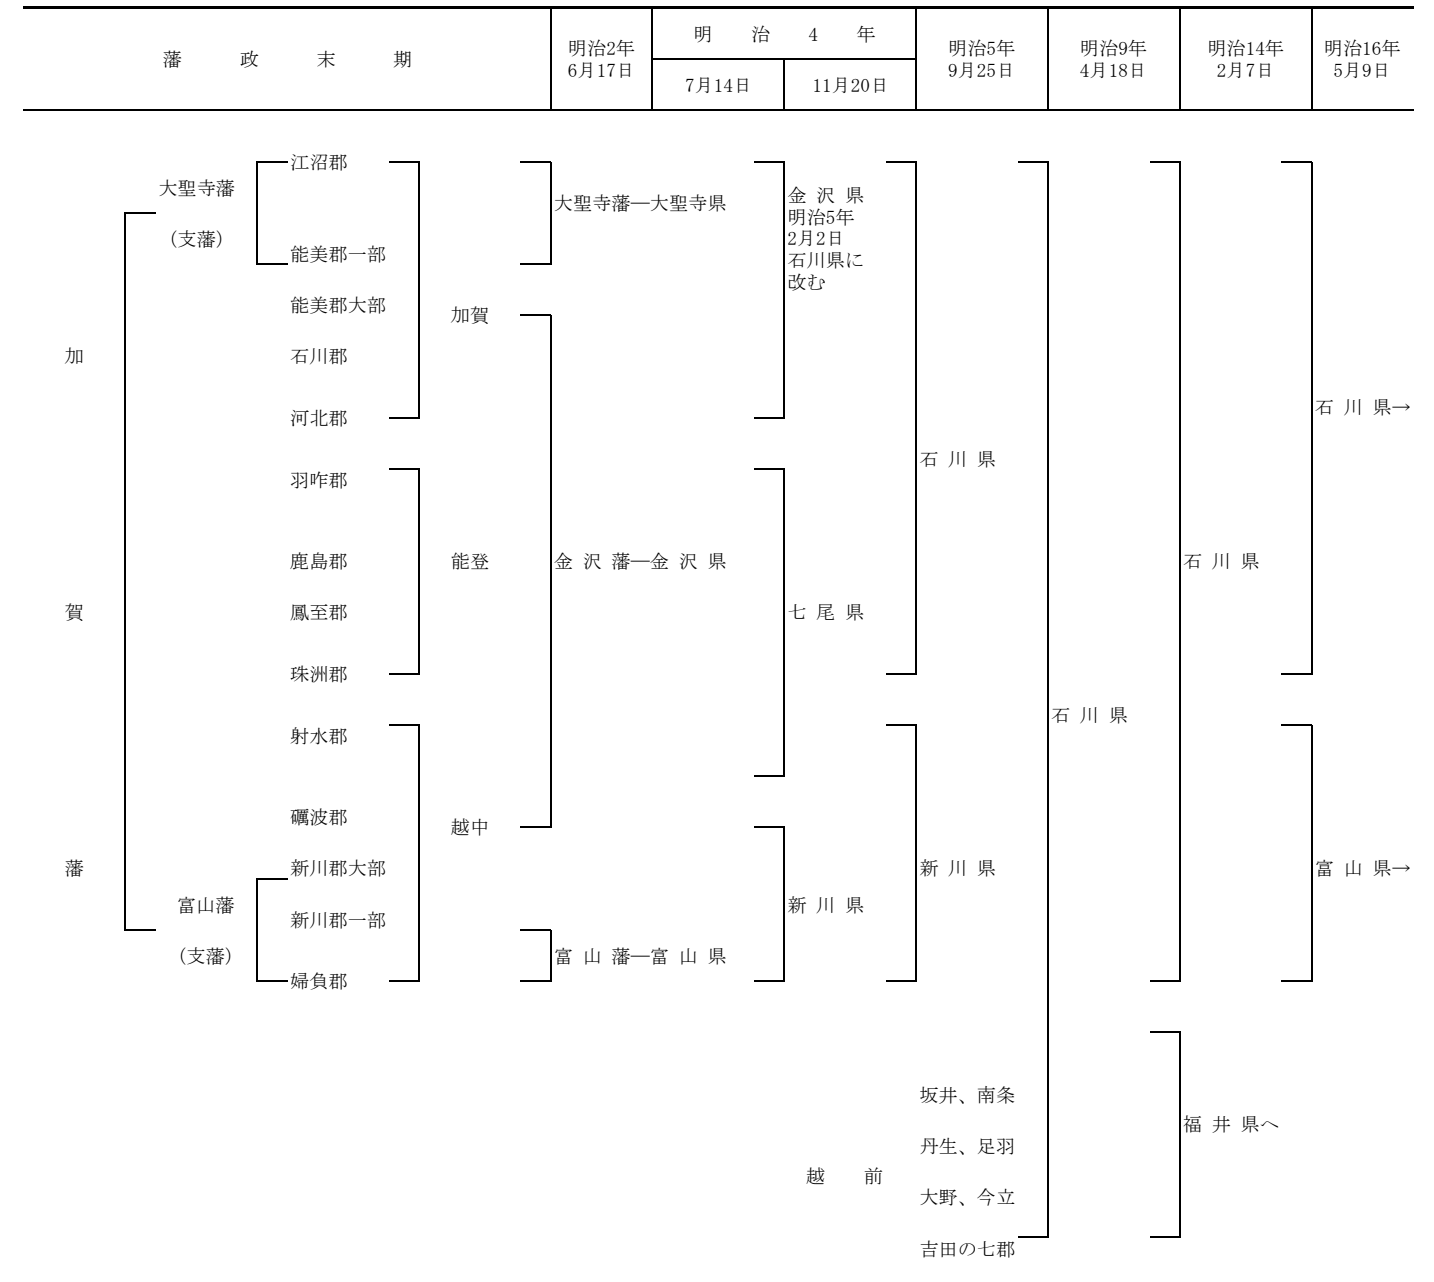 藩 政 末 期
明治2年
6月17日
明 治 4 年
7月14日
11月20日
明治5年
9月25日
明治9年
4月18日
明治14年
2月7日
明治16年
5月9日
加
賀
藩
大聖寺藩
（支藩）
富山藩
（支藩）
江沼郡
能美郡一部
能美郡大部
石川郡
河北郡
羽咋郡
鹿島郡
鳳至郡
珠洲郡
射水郡
礪波郡
新川郡大部
新川郡一部
婦負郡
加賀
能登
越中
大聖寺藩―大聖寺県
金 沢 藩―金 沢 県
富 山 藩―富 山 県
金 沢 県
明治5年
2月2日
石川県に
改む
七 尾 県
新 川 県
石 川 県
新 川 県
越 前
坂井、南条
丹生、足羽
大野、今立
吉田の七郡
石 川 県
石 川 県
福 井 県へ
石 川 県→
富 山 県→